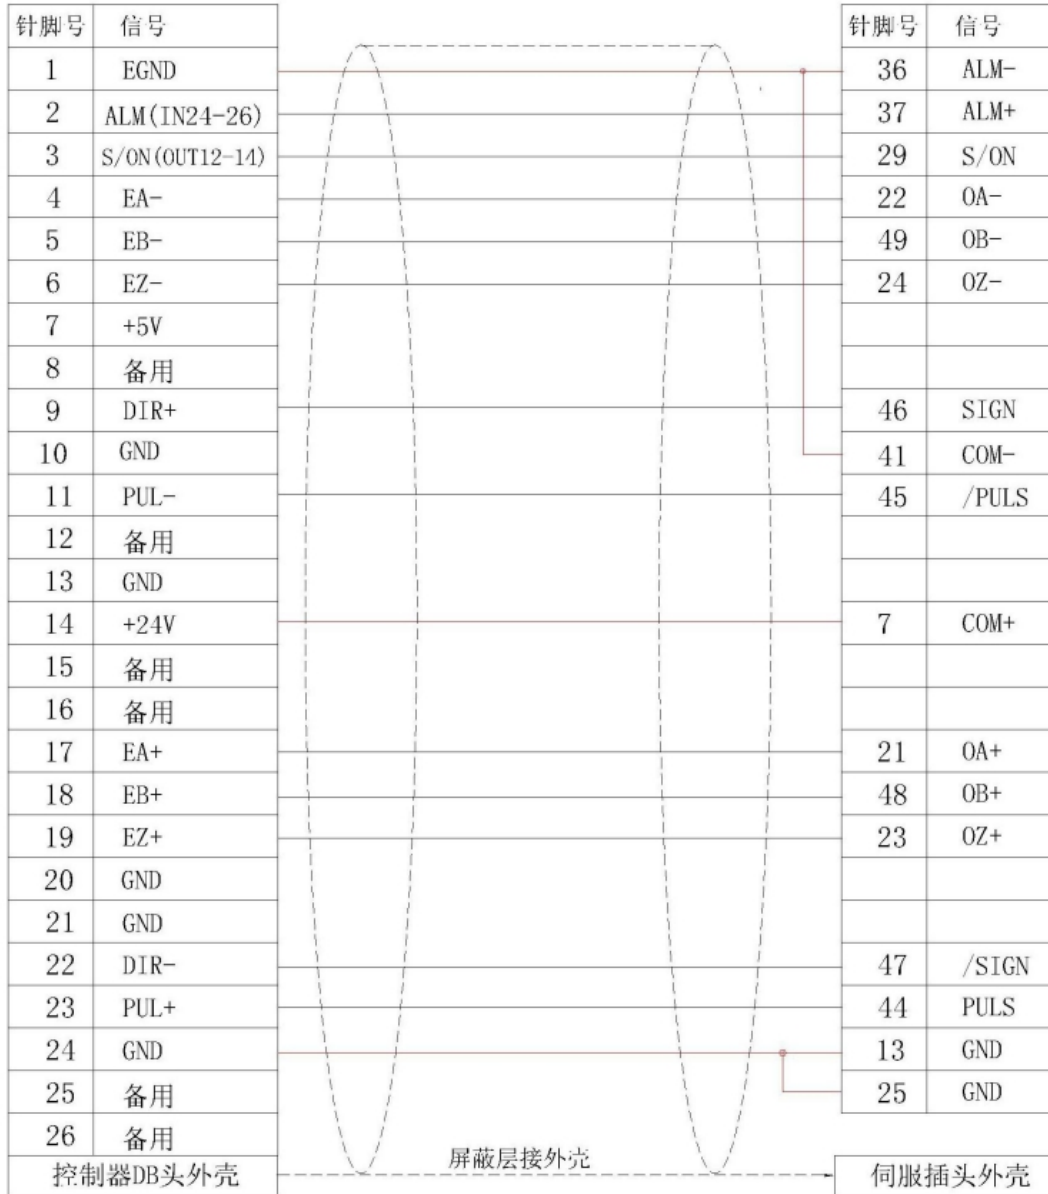 针脚号 信号 针脚号 信号
1 EGND 36 ALM-
2 ALM(IN24-26) 37 ALM+
3 S/ON(OUT12-14) 29 S/ON
4 EA- 22 OA-
5 EB- 49 OB-
6 EZ- 24 OZ-
7 +5V
8 备用
9 DIR+ 46 SIGN
10 GND 41 COM-
11 PUL- 45 /PULS
12 备用
13 GND
14 +24V 7 COM+
15 备用
16 备用
17 EA+ 21 OA+
18 EB+ 48 OB+
19 EZ+ 23 OZ+
20 GND
21 GND
22 DIR- 47 /SIGN
23 PUL+ 44 PULS
24 GND 13 GND
25 备用 25 GND
26 备用
控制器DB头外壳 屏蔽层接外壳 伺服插头外壳